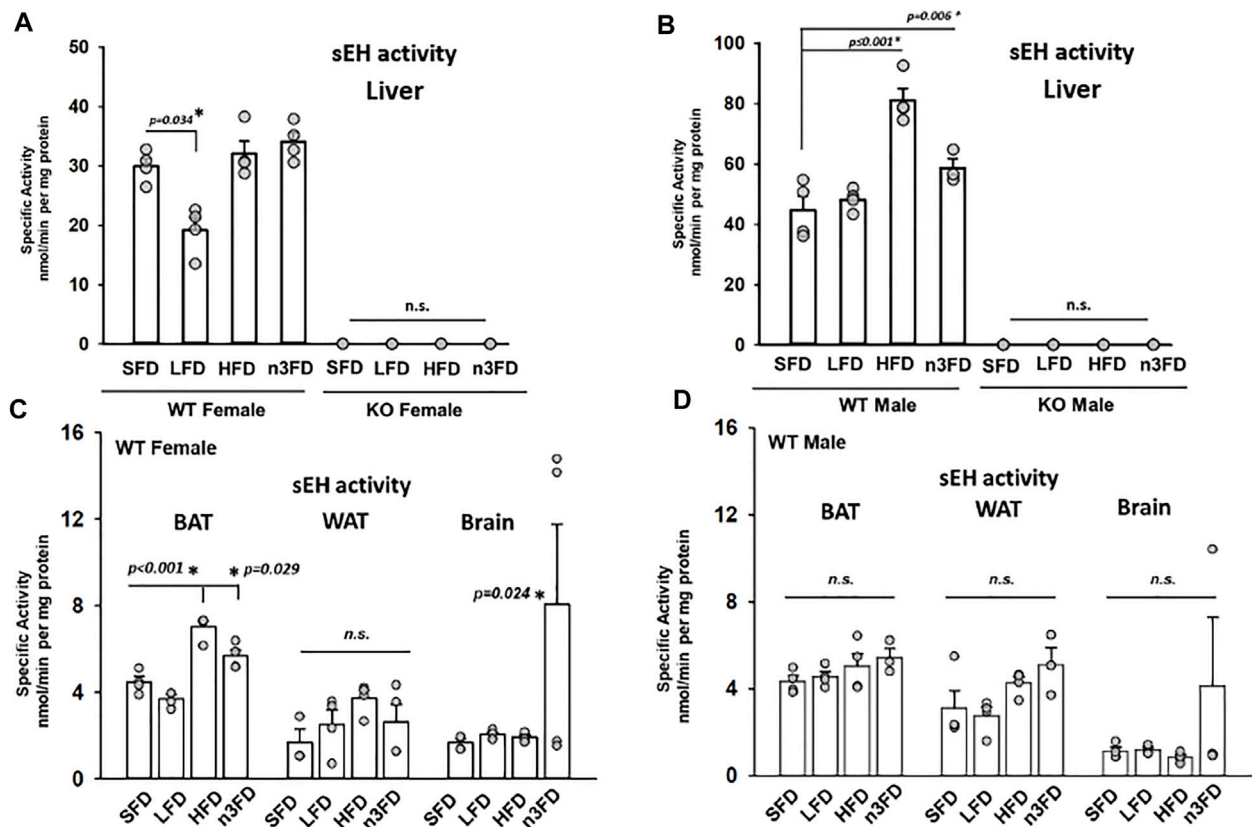 A
sEH activity
Liver
Specific Activity
nmol/min per mg protein
50
40
30
20
10
0
p=0.034*
n.s.
SFD LFD HFD n3FD SFD LFD HFD n3FD
WT Female KO Female
B
p=0.006 *
p≤0.001*
sEH activity
Liver
Specific Activity
nmol/min per mg protein
100
80
60
40
20
0
n.s.
SFD LFD HFD n3FD SFD LFD HFD n3FD
WT Male KO Male
C
WT Female
sEH activity
BAT WAT Brain
Specific Activity
nmol/min per mg protein
16
12
8
4
0
p<0.001 * * p=0.029
n.s.
p=0.024 *
SFD LFD HFD n3FD SFD LFD HFD n3FD SFD LFD HFD n3FD
D
WT Male
sEH activity
BAT WAT Brain
Specific Activity
nmol/min per mg protein
16
12
8
4
0
n.s. n.s. n.s.
SFD LFD HFD n3FD SFD LFD HFD n3FD SFD LFD HFD n3FD